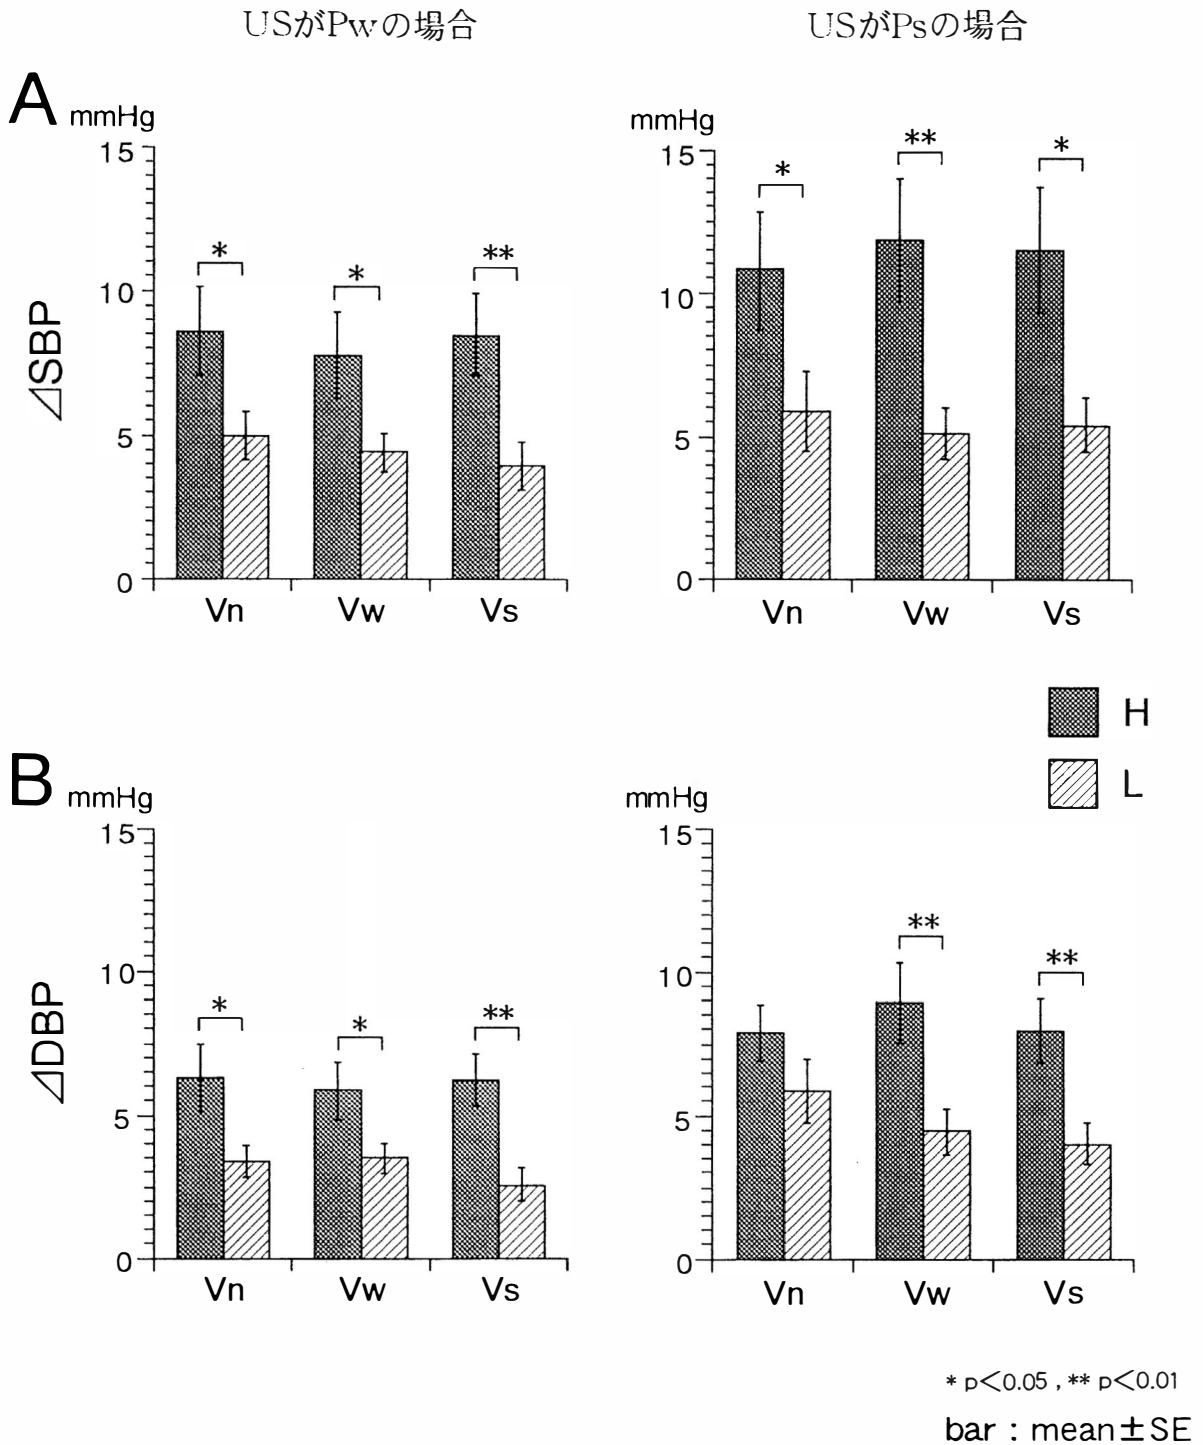 USがPwの場合
USがPsの場合
A
mmHg
15
10
5
0
⊿SBP
*
*
**
Vn
Vw
Vs
mmHg
15
10
5
0
*
**
*
Vn
Vw
Vs
H
L
B
mmHg
15
10
5
0
⊿DBP
*
*
**
Vn
Vw
Vs
mmHg
15
10
5
0
**
**
Vn
Vw
Vs
* p<0.05 , ** p<0.01
bar : mean±SE